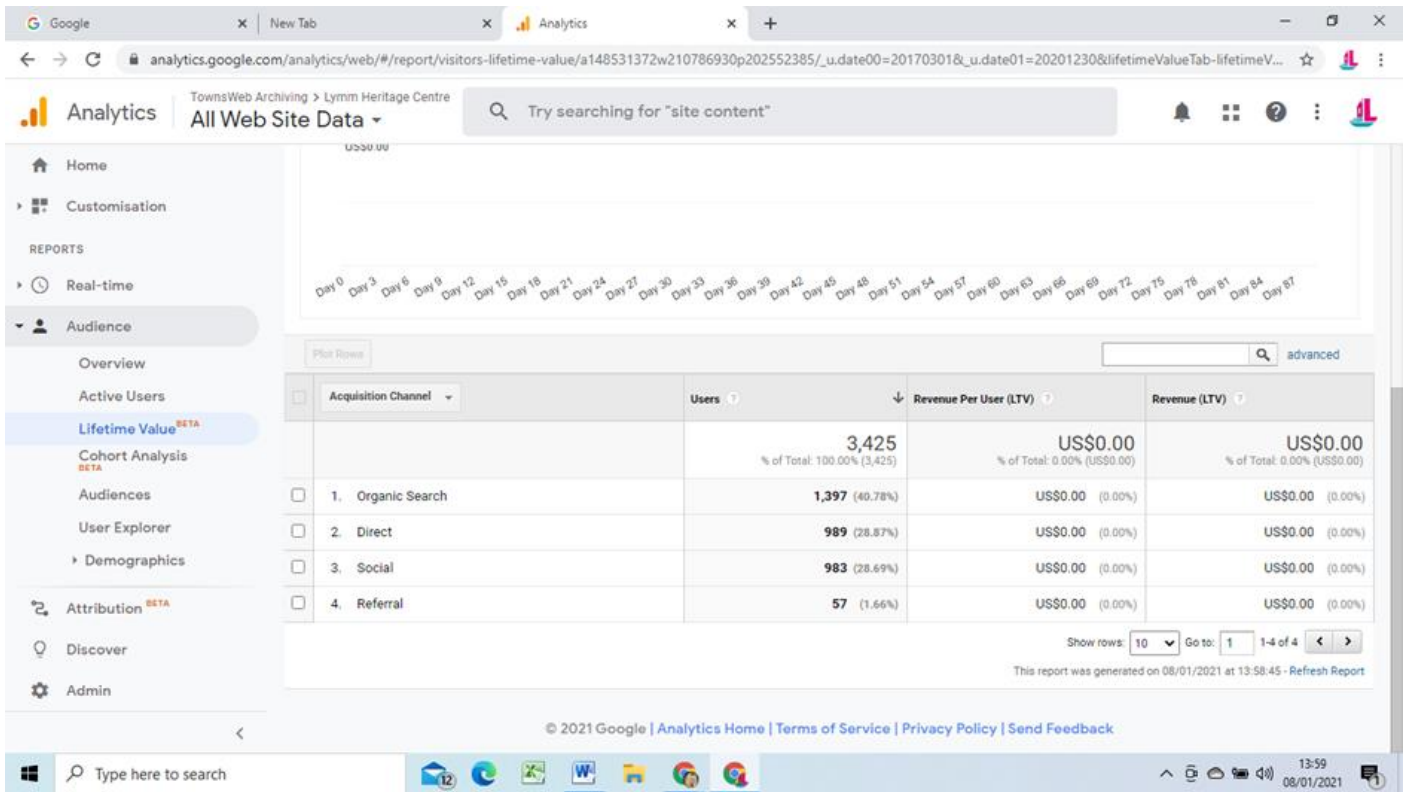 Google
New Tab
Analytics
analytics.google.com/analytics/web/#/report/visitors-lifetime-value/a148531372w210786930p202552385/_u.date00=20170301&_u.date01=20201230&lifetimeValueTab-lifetimeV...
Analytics
TownsWeb Archiving > Lymm Heritage Centre
All Web Site Data
Try searching for "site content"
Home
Customisation
REPORTS
Real-time
Audience
Overview
Active Users
Lifetime Value BETA
Cohort Analysis
BETA
Audiences
User Explorer
Demographics
Attribution BETA
Discover
Admin
US$0.00
Day 0 Day 3 Day 6 Day 9 Day 12 Day 15 Day 18 Day 21 Day 24 Day 27 Day 30 Day 33 Day 36 Day 39 Day 42 Day 45 Day 48 Day 51 Day 54 Day 57 Day 60 Day 63 Day 66 Day 69 Day 72 Day 75 Day 78 Day 81 Day 84 Day 87
Plot Rows
advanced
Acquisition Channel Users ? Revenue Per User (LTV) ? Revenue (LTV) ?
3,425 US$0.00 US$0.00
% of Total: 100.00% (3,425) % of Total: 0.00% (US$0.00) % of Total: 0.00% (US$0.00)
1. Organic Search 1,397 (40.78%) US$0.00 (0.00%) US$0.00 (0.00%)
2. Direct 989 (28.87%) US$0.00 (0.00%) US$0.00 (0.00%)
3. Social 983 (28.69%) US$0.00 (0.00%) US$0.00 (0.00%)
4. Referral 57 (1.66%) US$0.00 (0.00%) US$0.00 (0.00%)
Show rows: 10 Go to: 1 1-4 of 4
This report was generated on 08/01/2021 at 13:58:45 - Refresh Report
© 2021 Google | Analytics Home | Terms of Service | Privacy Policy | Send Feedback
Type here to search
12
13:59
08/01/2021
1